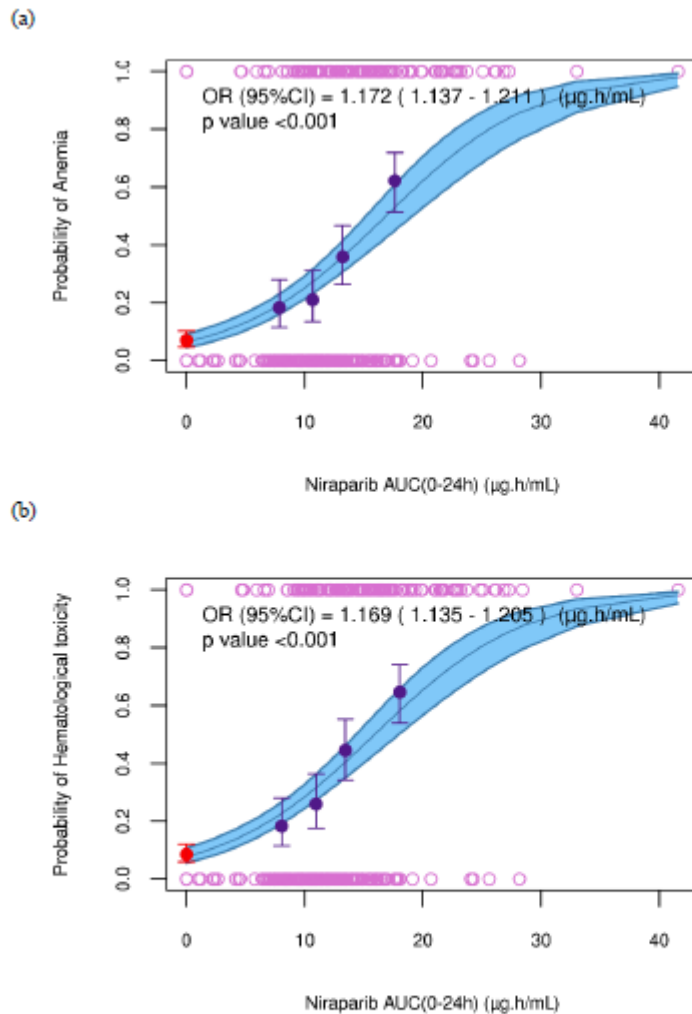 (a)
OR (95%CI) = 1.172 ( 1.137 - 1.211 ) (µg.h/mL)
p value <0.001
Probability of Anemia
1.0
0.8
0.6
0.4
0.2
0.0
0 10 20 30 40
Niraparib AUC(0-24h) (µg.h/mL)
(b)
OR (95%CI) = 1.169 ( 1.135 - 1.205 ) (µg.h/mL)
p value <0.001
Probability of Hematological toxicity
1.0
0.8
0.6
0.4
0.2
0.0
0 10 20 30 40
Niraparib AUC(0-24h) (µg.h/mL)